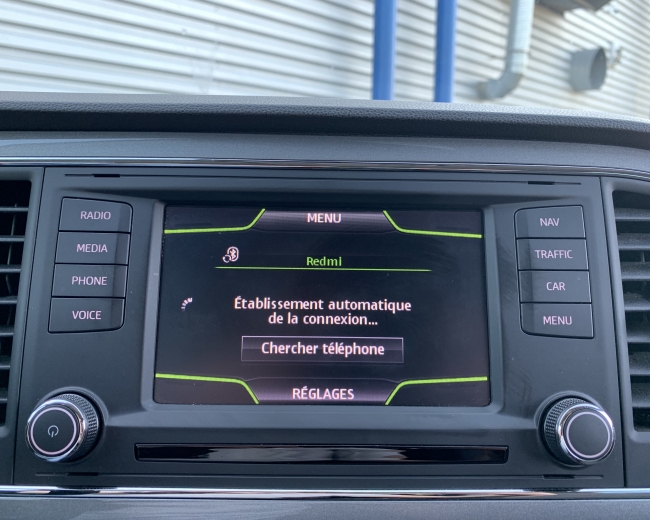 RADIO
MEDIA
PHONE
VOICE
MENU
Redmi
Établissement automatique
de la connexion...
Chercher téléphone
RÉGLAGES
NAV
TRAFFIC
CAR
MENU